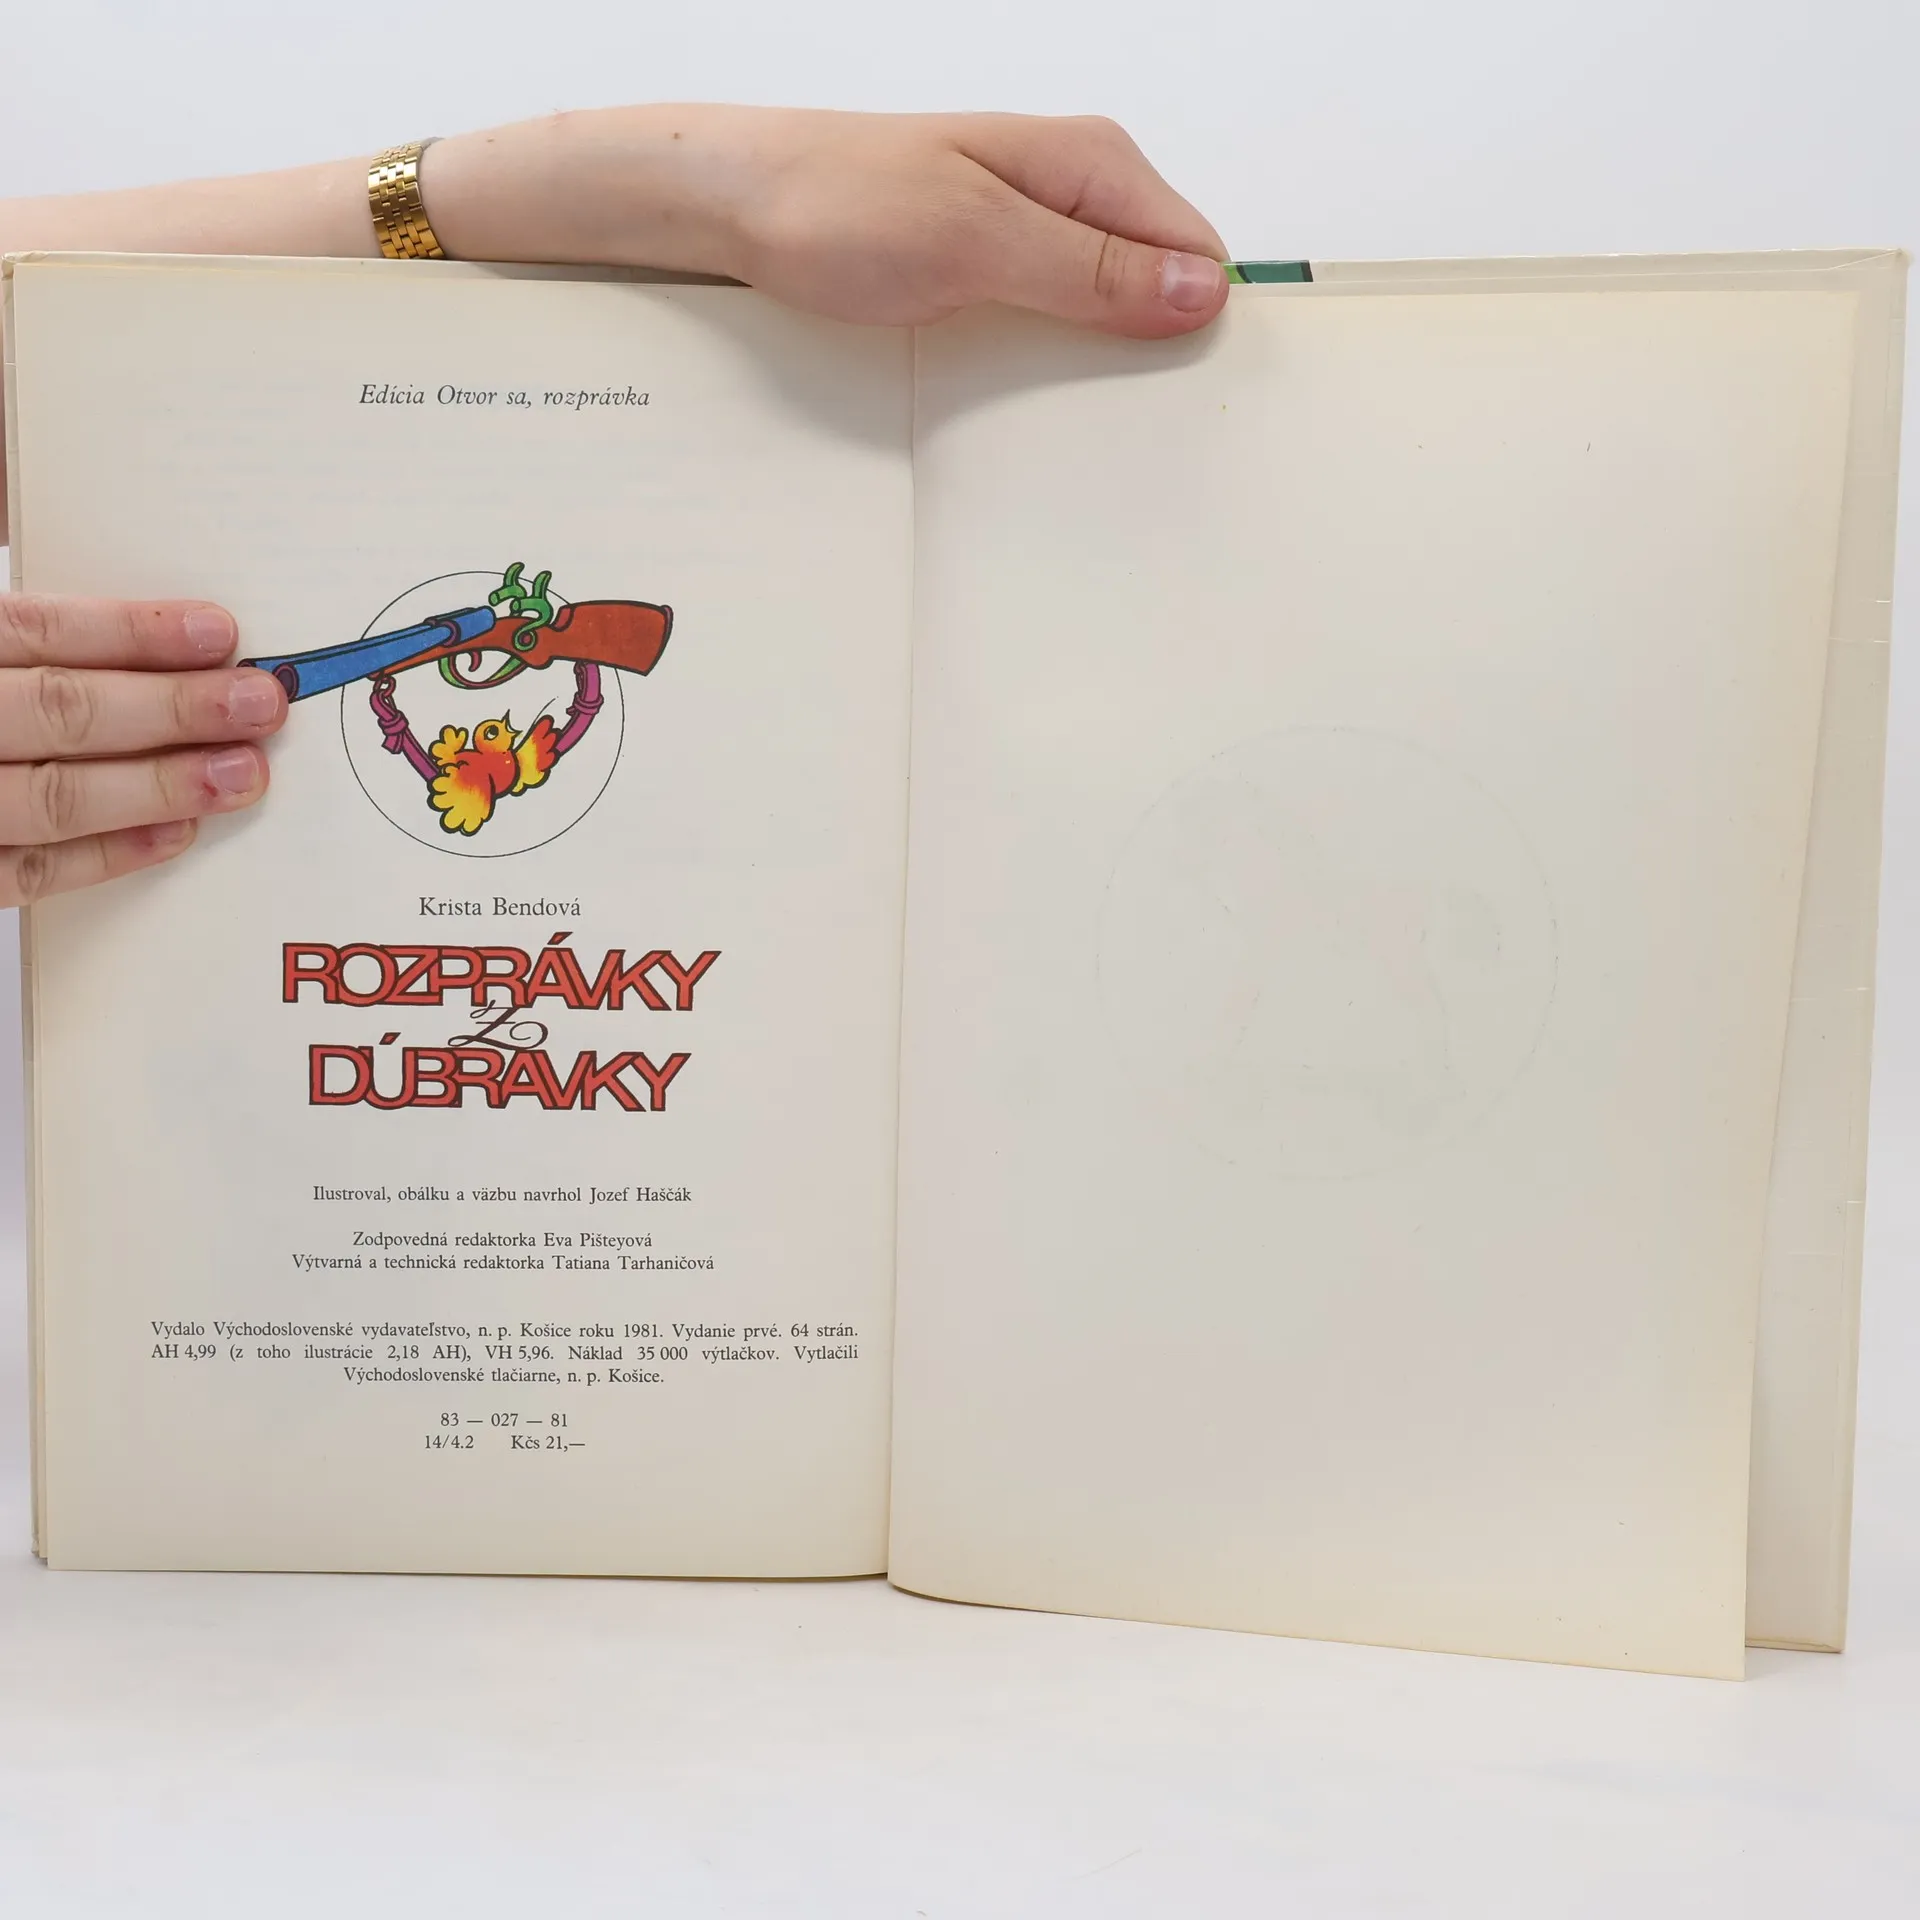 Edícia Otvor sa, rozprávka
Krista Bendová
ROZPRÁVKY
Z
DÚBRAVKY
Ilustroval, obálku a väzbu navrhol Jozef Haščák
Zodpovedná redaktorka Eva Pišteyová
Výtvarná a technická redaktorka Tatiana Tarhaničová
Vydalo Východoslovenské vydavateľstvo, n. p. Košice roku 1981. Vydanie prvé. 64 strán.
AH 4,99 (z toho ilustrácie 2,18 AH), VH 5,96. Náklad 35 000 výtlačkov. Vytlačili
Východoslovenské tlačiarne, n. p. Košice.
83 — 027 — 81
14/4.2 Kčs 21,—